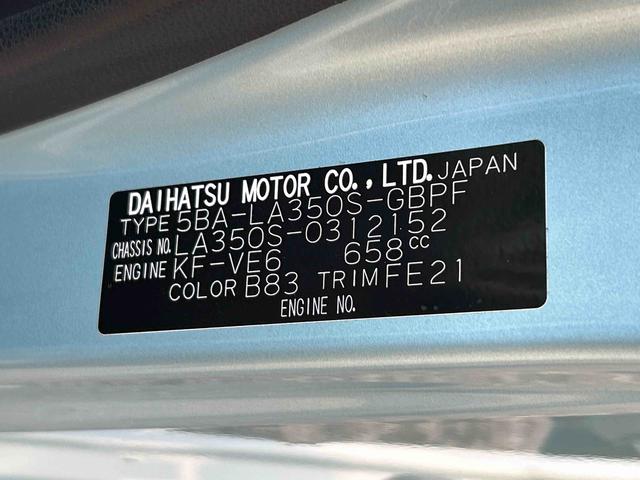 DAIHATSU MOTOR CO., LTD. JAPAN
TYPE 5BA-LA350S-GBPF
CHASSIS NO. LA350S-0312152
ENGINE KF-VE6 658cc
COLOR B83 TRIM FE21
ENGINE NO.